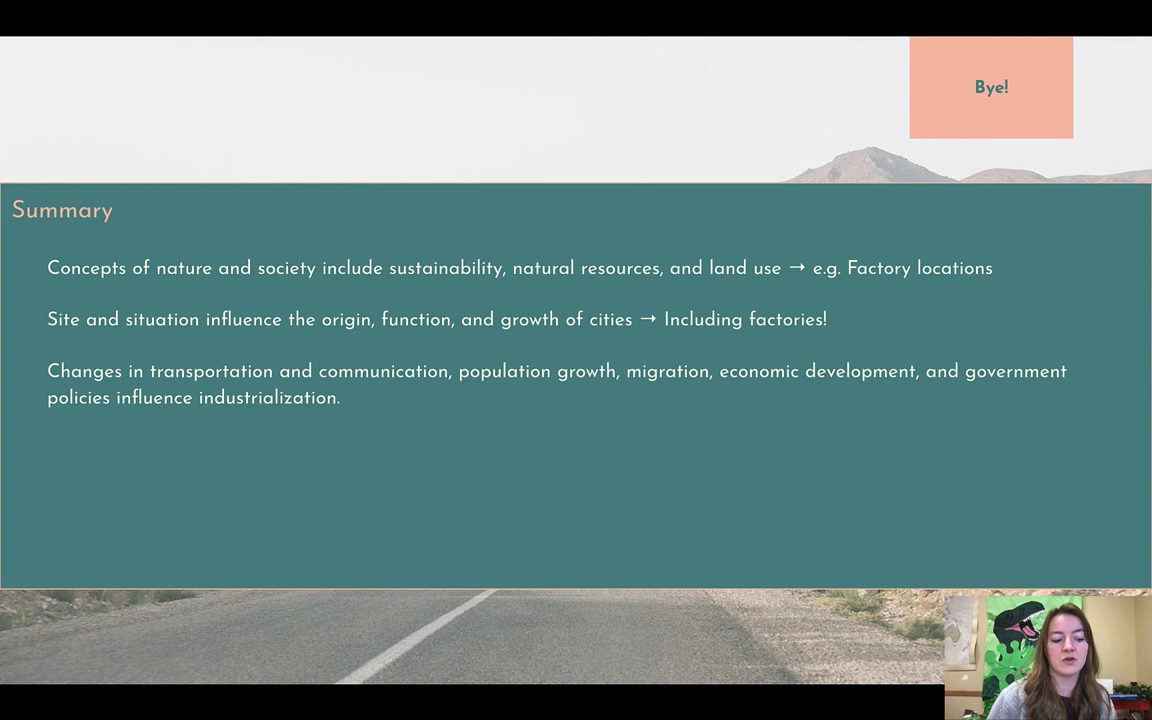 Bye!
Summary
Concepts of nature and society include sustainability, natural resources, and land use → e.g. Factory locations
Site and situation influence the origin, function, and growth of cities → Including factories!
Changes in transportation and communication, population growth, migration, economic development, and government
policies influence industrialization.